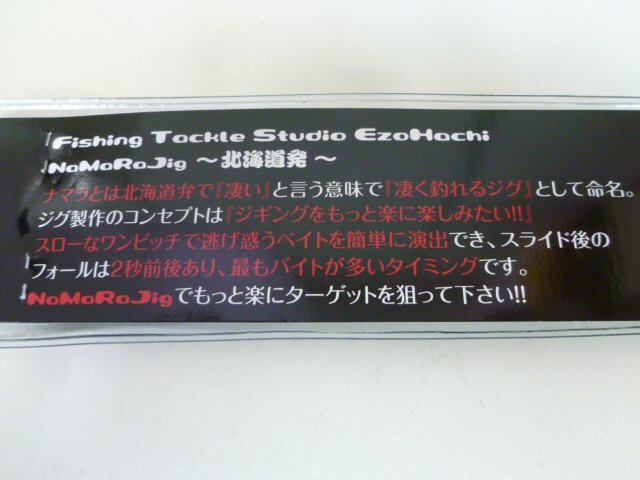 Fishing Tackle Studio EzoHachi
NaMaRaJig ～北海道発～
ナマラとは北海道弁で『凄い』と言う意味で『凄く釣れるジグ』として命名。
ジグ製作のコンセプトは『ジギングをもっと楽に楽しみたい!!』
スローなワンピッチで逃げ惑うベイトを簡単に演出でき、スライド後の
フォールは2秒前後あり、最もバイトが多いタイミングです。
NaMaRaJigでもっと楽にターゲットを狙って下さい!!